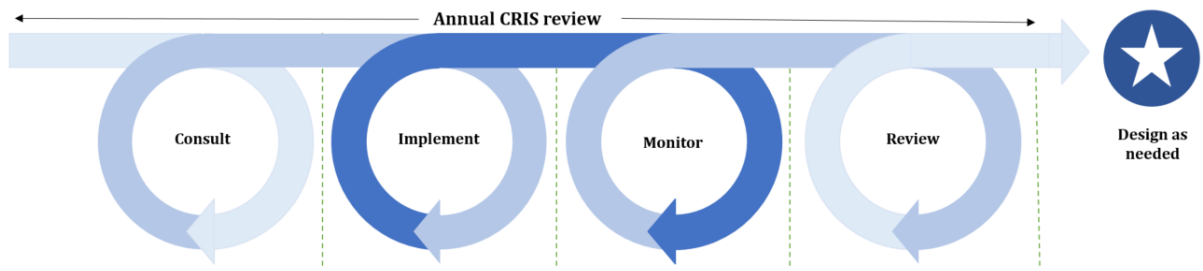 Annual CRIS review
Consult
Implement
Monitor
Review
Design as
needed